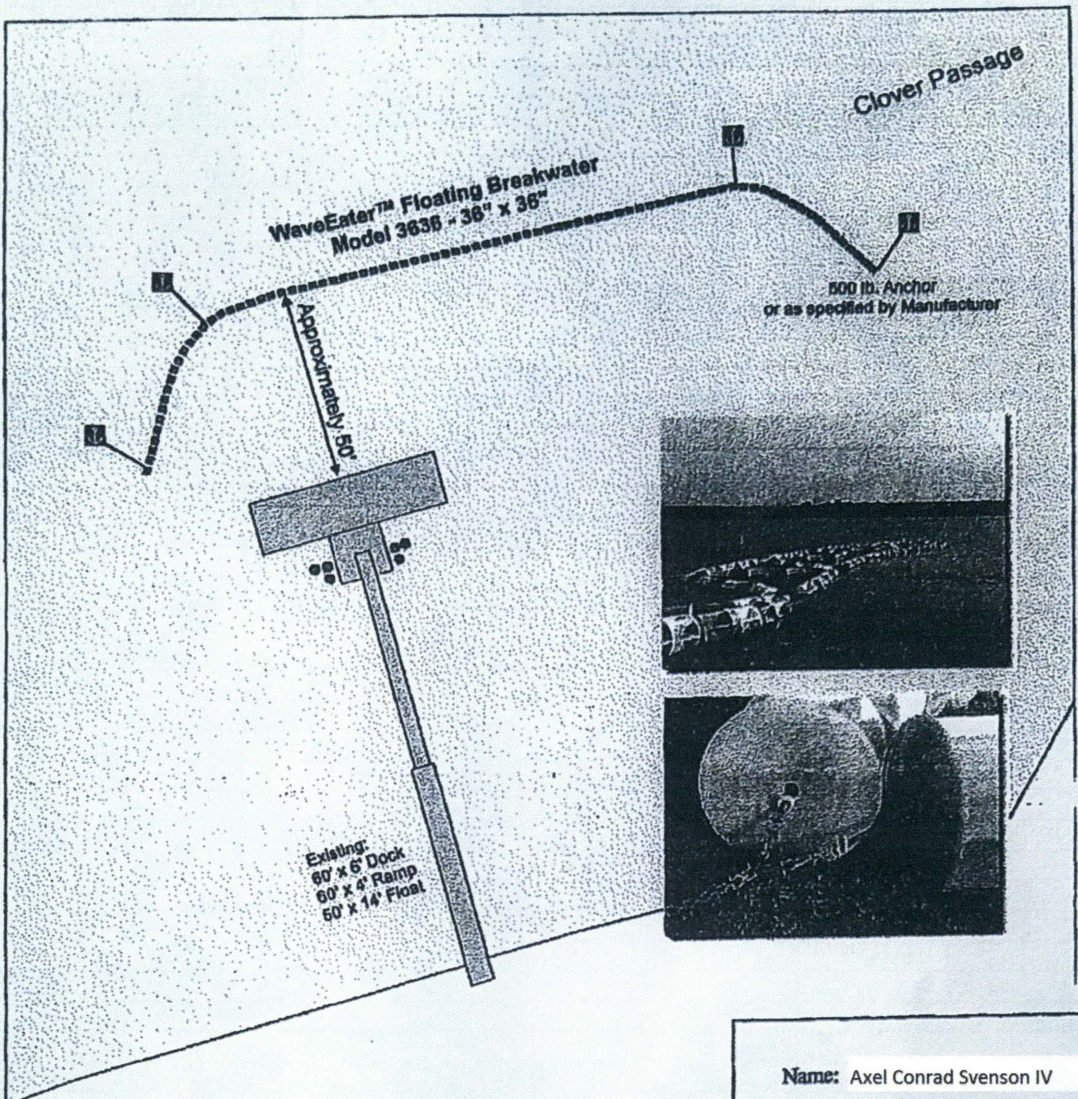 Clover Passage
WaveEater™ Floating Breakwater
Model 3636 - 36" x 36"
500 lb. Anchor
or as specified by Manufacturer
Approximately 50'
Existing:
60' x 6' Dock
60' x 4' Ramp
50' x 14' Float
Name: Axel Conrad Svenson IV